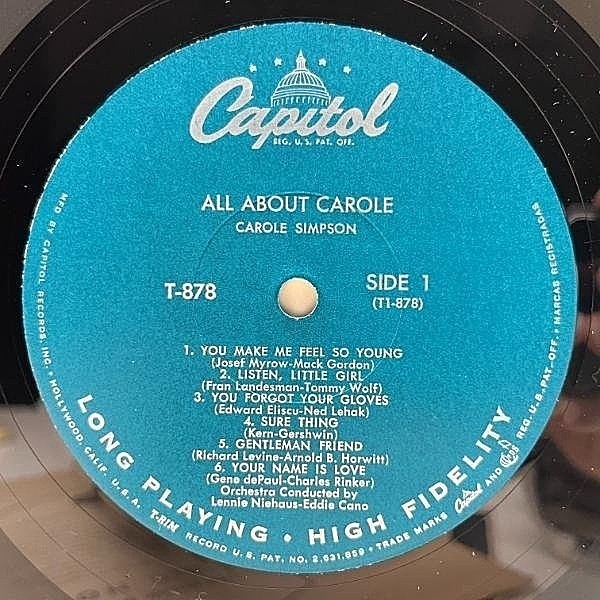 Capitol
REG. U.S. PAT. OFF.
ALL ABOUT CAROLE
CAROLE SIMPSON
T-878
SIDE 1
(T1-878)
1. YOU MAKE ME FEEL SO YOUNG
(Josef Myrow-Mack Gordon)
2. LISTEN, LITTLE GIRL
(Fran Landesman-Tommy Wolf)
3. YOU FORGOT YOUR GLOVES
(Edward Eliscu-Ned Lehak)
4. SURE THING
(Kern-Gershwin)
5. GENTLEMAN FRIEND
(Richard Levine-Arnold B. Horwitt)
6. YOUR NAME IS LOVE
(Gene dePaul-Charles Rinker)
Orchestra Conducted by
Lennie Niehaus-Eddie Cano
LONG PLAYING • HIGH FIDELITY
MFD BY CAPITOL RECORDS, INC. • HOLLYWOOD, CALIF. U. S. A. T-RIM RECORD U.S. PAT. NO. 2,631,859 • TRADE MARKS Capitol AND REG. U.S. PAT. OFF. • MARCAS REGISTRADAS